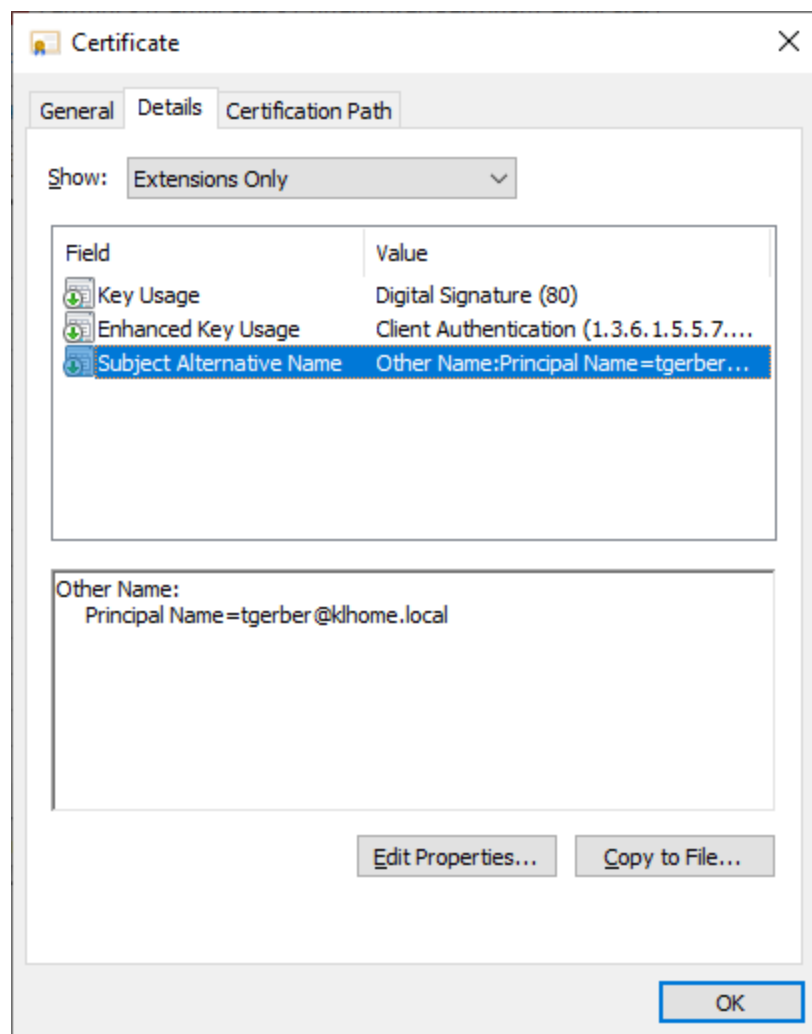 Certificate
General Details Certification Path
Show: Extensions Only
Field Value
Key Usage Digital Signature (80)
Enhanced Key Usage Client Authentication (1.3.6.1.5.5.7....
Subject Alternative Name Other Name:Principal Name=tgerber...
Other Name:
Principal Name=tgerber@klhome.local
Edit Properties... Copy to File...
OK